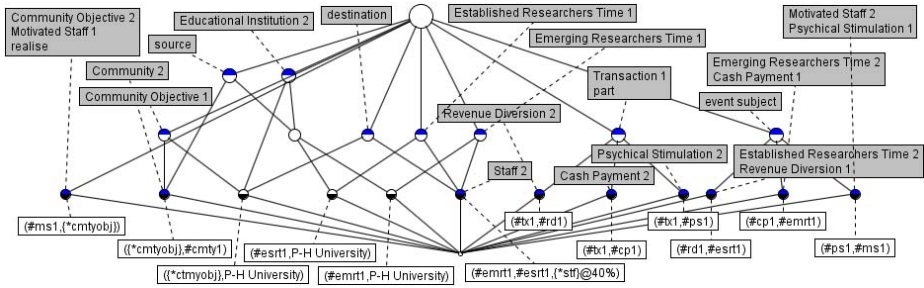 Community Objective 2
Motivated Staff 1
realise
source
Educational Institution 2
destination
Established Researchers Time 1
Emerging Researchers Time 1
Motivated Staff 2
Psychical Stimulation 1
Community 2
Community Objective 1
Revenue Diversion 2
Transaction 1
part
Emerging Researchers Time 2
Cash Payment 1
event subject
Staff 2
Psychical Stimulation 2
Cash Payment 2
Established Researchers Time 2
Revenue Diversion 1
(#ms1,{*cmtyobj})
({*cmtyobj},#cmty1)
({*ctmyobj},P-H University)
(#esrt1,P-H University)
(#emrt1,P-H University)
(#emrt1,#esrt1,{*stf}@40%)
(#tx1,#rd1)
(#tx1,#cp1)
(#tx1,#ps1)
(#rd1,#esrt1)
(#cp1,#emrt1)
(#ps1,#ms1)